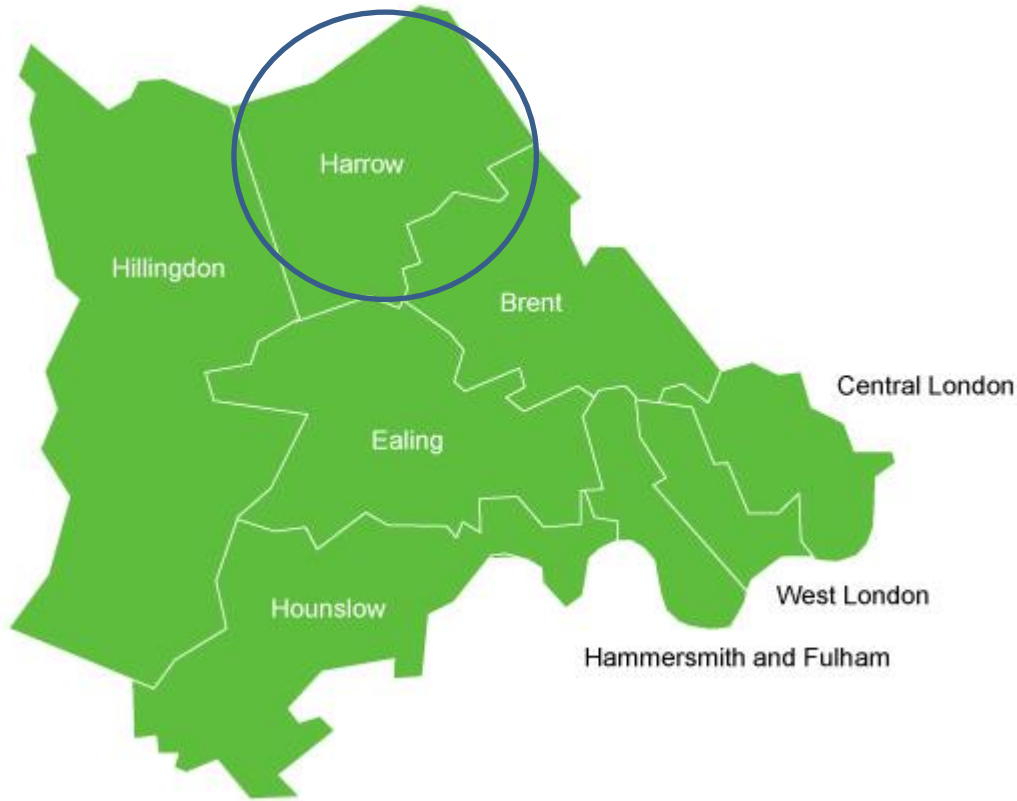 Harrow
Hillingdon
Brent
Central London
Ealing
West London
Hounslow
Hammersmith and Fulham